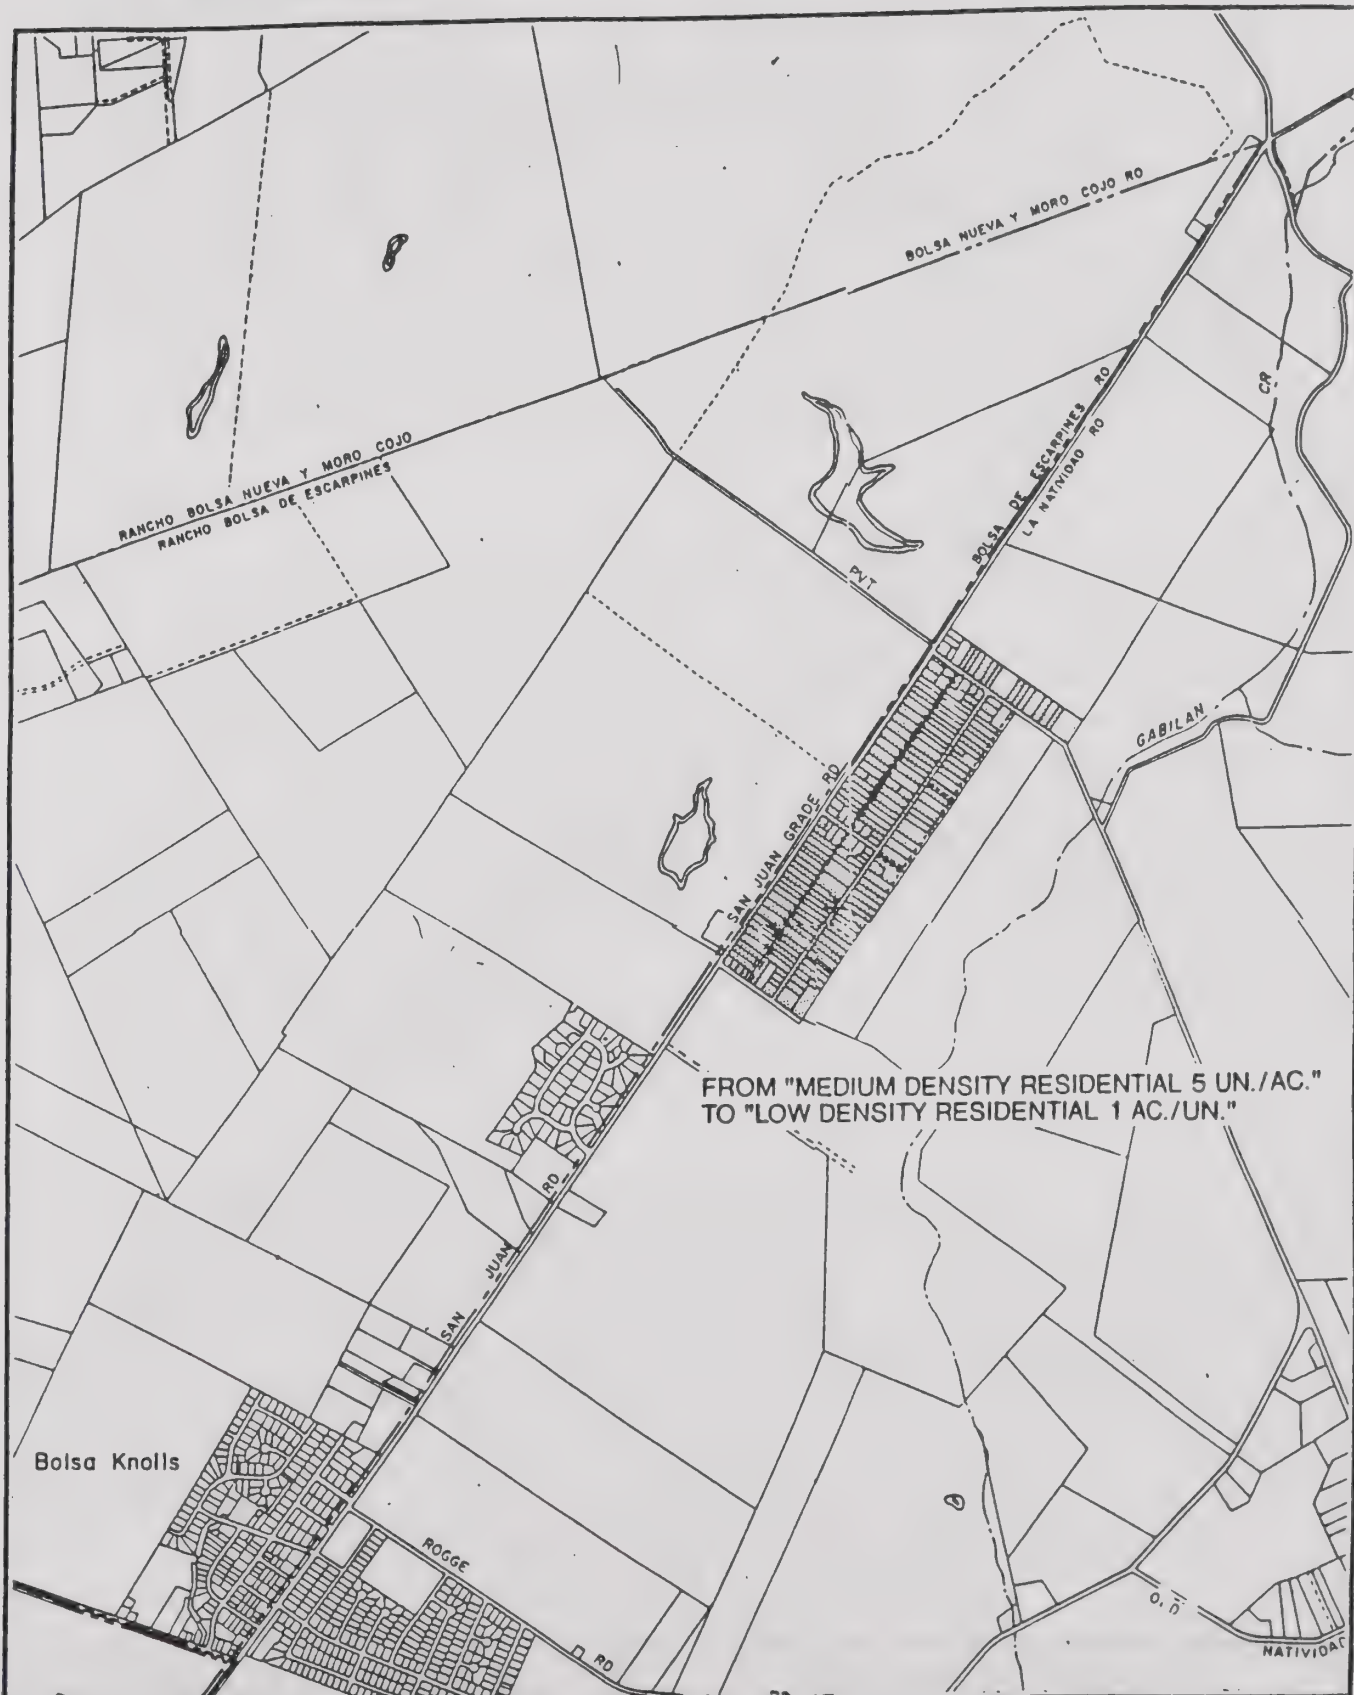 BOLSA NUEVA Y MORO COJO RO
RANCHO BOLSA NUEVA Y MORO COJO
RANCHO BOLSA DE ESCARPINES
BOLSA DE ESCARPINES RO
LA NATIVIDAD RO
CR
PVT
GABILAN
SAN JUAN GRADE RD
FROM "MEDIUM DENSITY RESIDENTIAL 5 UN./AC."
TO "LOW DENSITY RESIDENTIAL 1 AC./UN."
SAN JUAN RD
Bolsa Knolls
ROGGE RD
OLD
NATIVIDAD